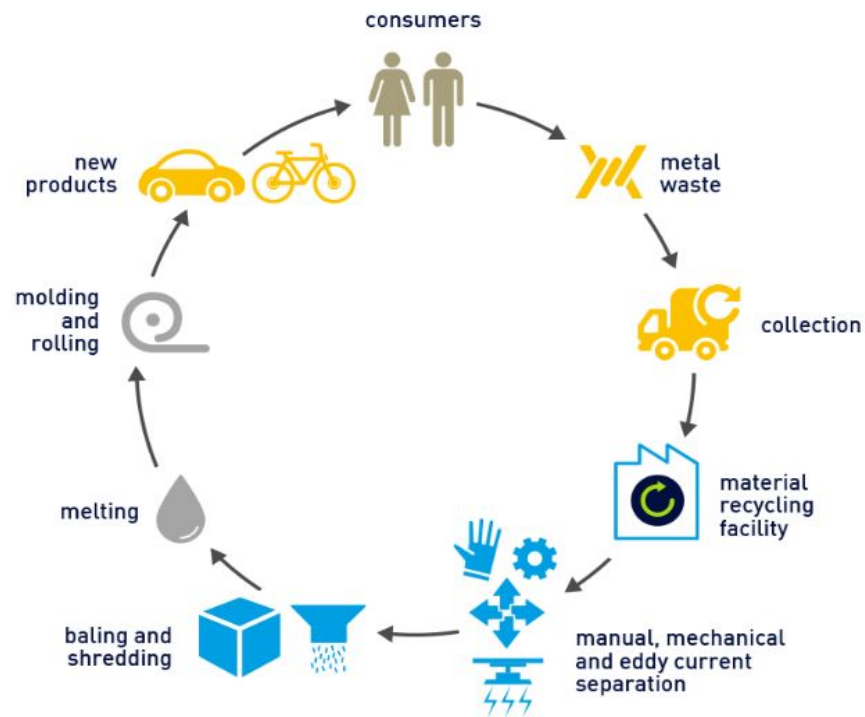 consumers
metal
waste
collection
material
recycling
facility
manual, mechanical
and eddy current
separation
baling and
shredding
melting
molding
and
rolling
new
products